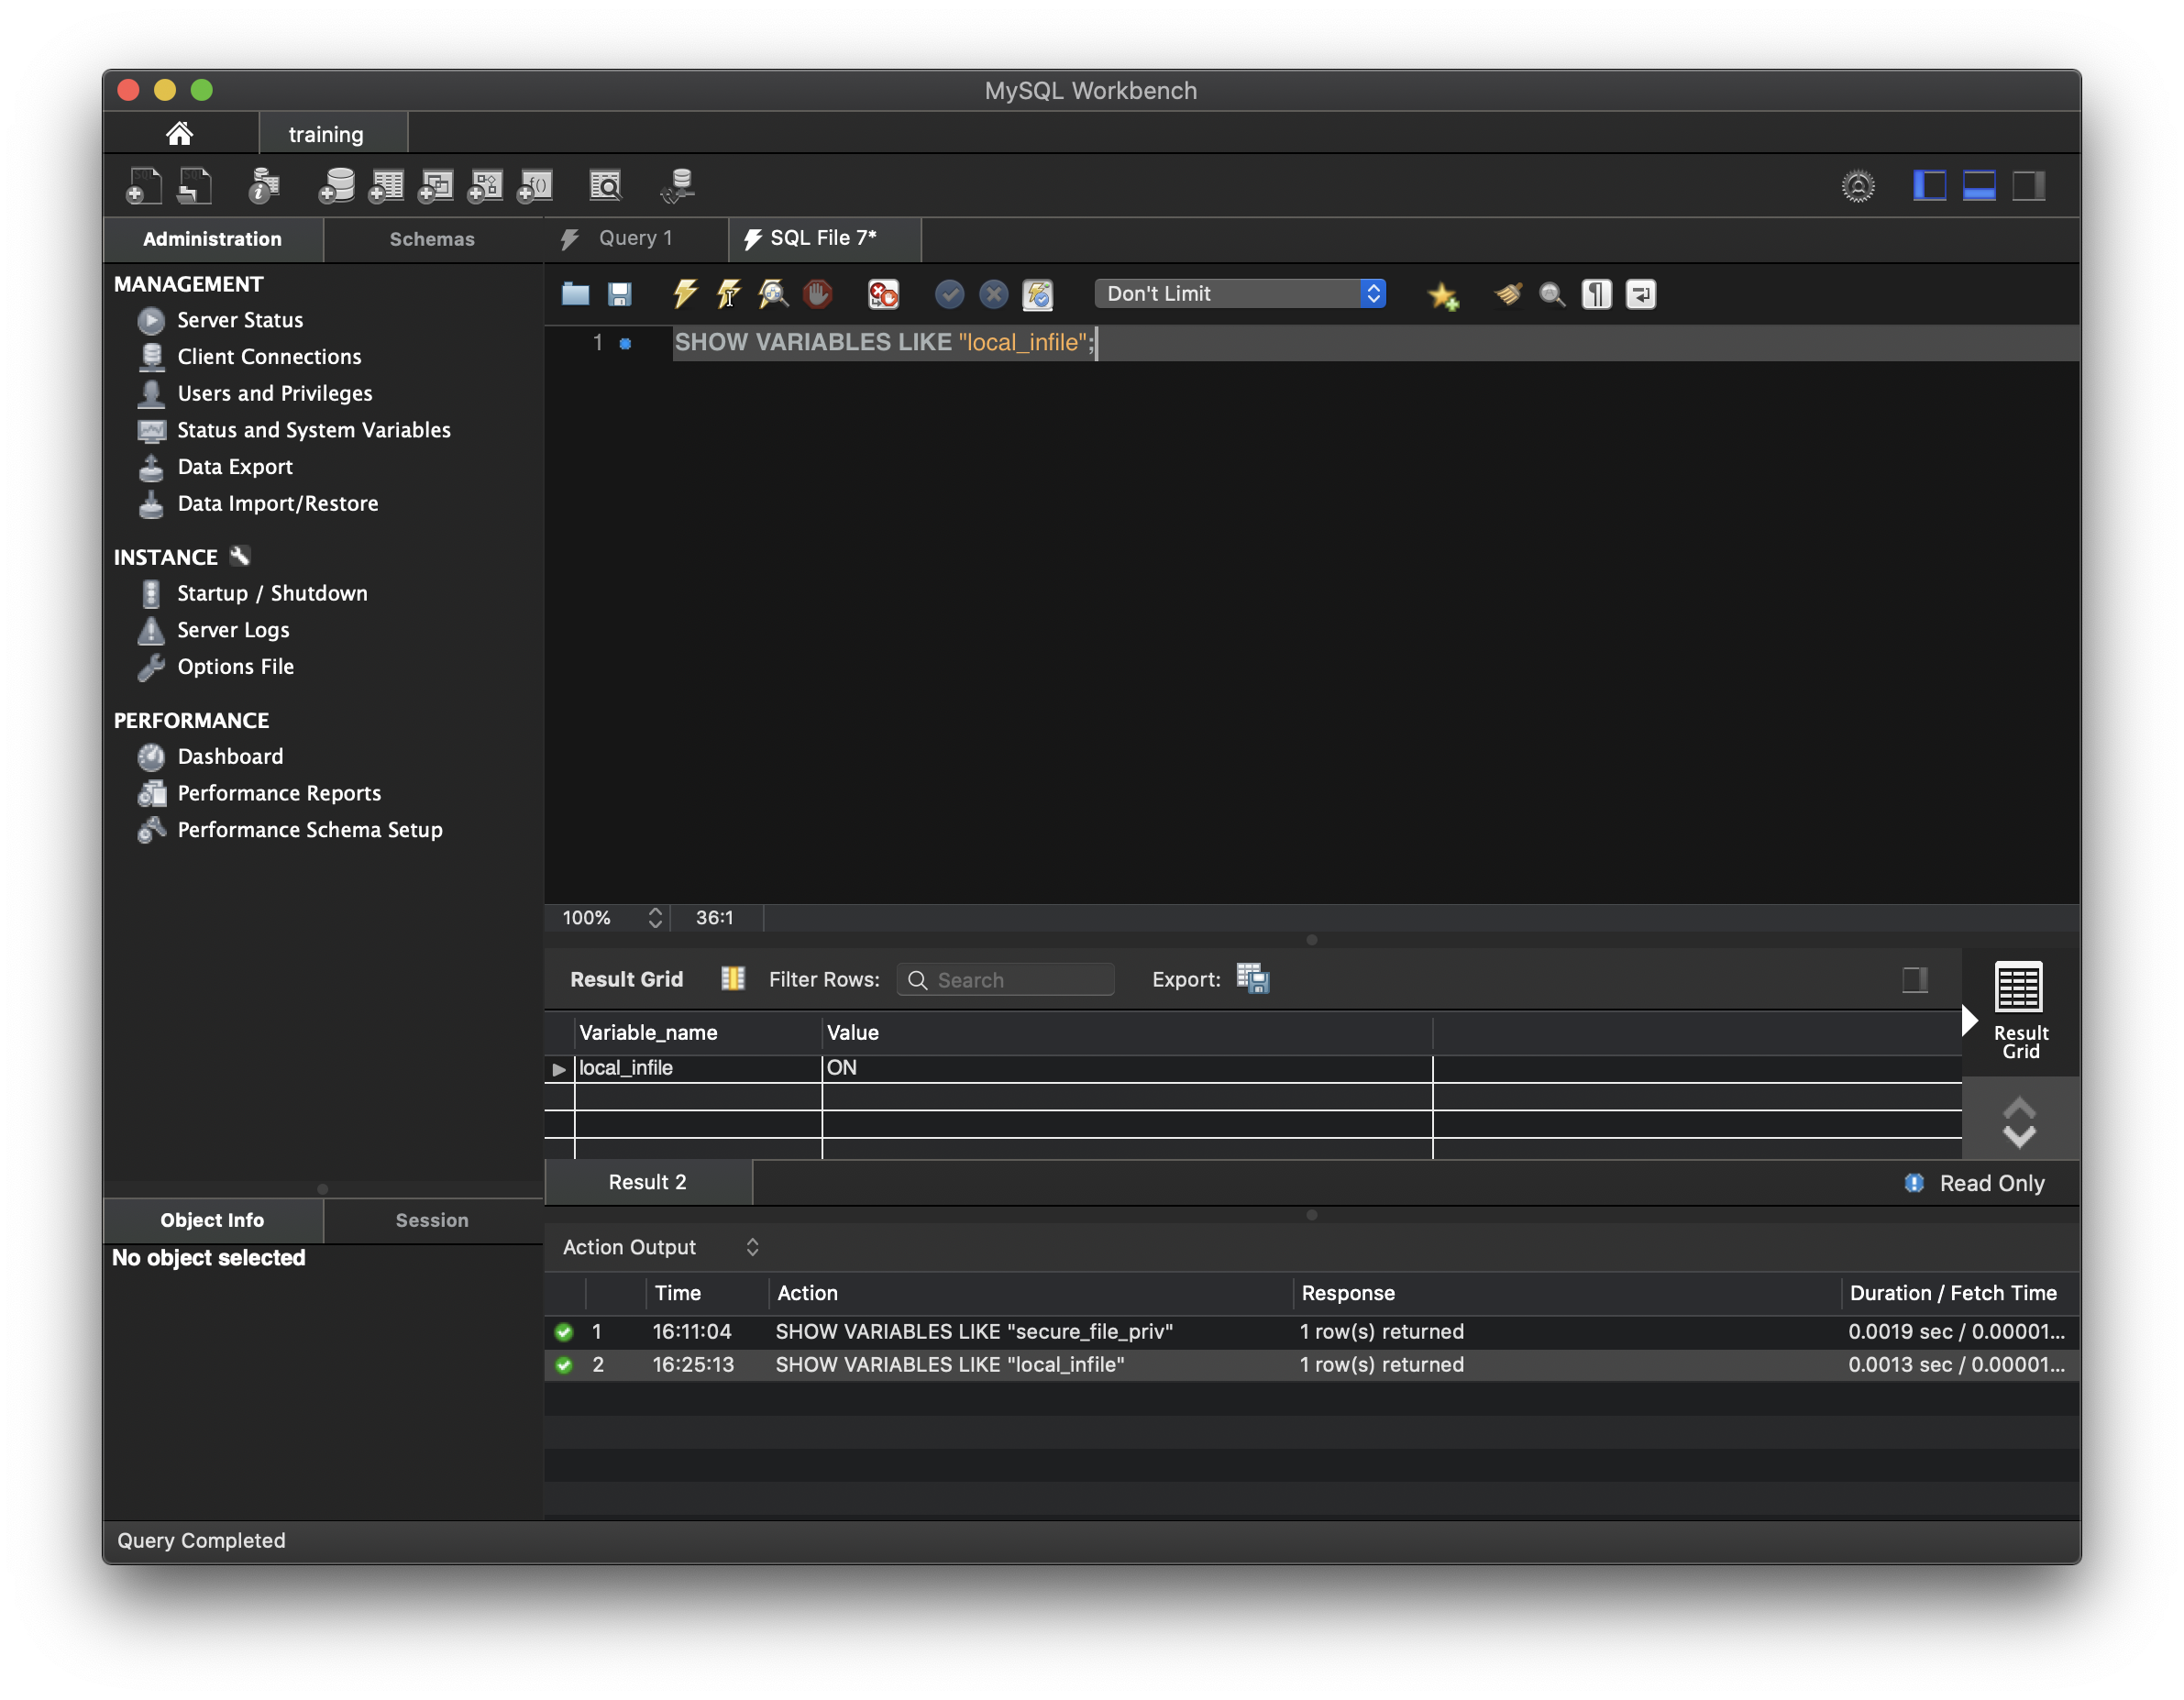 MySQL Workbench
training
Administration
Schemas
Query 1
SQL File 7*
MANAGEMENT
Server Status
Client Connections
Users and Privileges
Status and System Variables
Data Export
Data Import/Restore
INSTANCE
Startup / Shutdown
Server Logs
Options File
PERFORMANCE
Dashboard
Performance Reports
Performance Schema Setup
Don't Limit
1 SHOW VARIABLES LIKE "local_infile";
100% 36:1
Result Grid Filter Rows: Search Export:
Variable_name Value
local_infile ON
Result
Grid
Result 2
Read Only
Object Info
Session
No object selected
Action Output
Time Action Response Duration / Fetch Time
1 16:11:04 SHOW VARIABLES LIKE "secure_file_priv" 1 row(s) returned 0.0019 sec / 0.00001...
2 16:25:13 SHOW VARIABLES LIKE "local_infile" 1 row(s) returned 0.0013 sec / 0.00001...
Query Completed